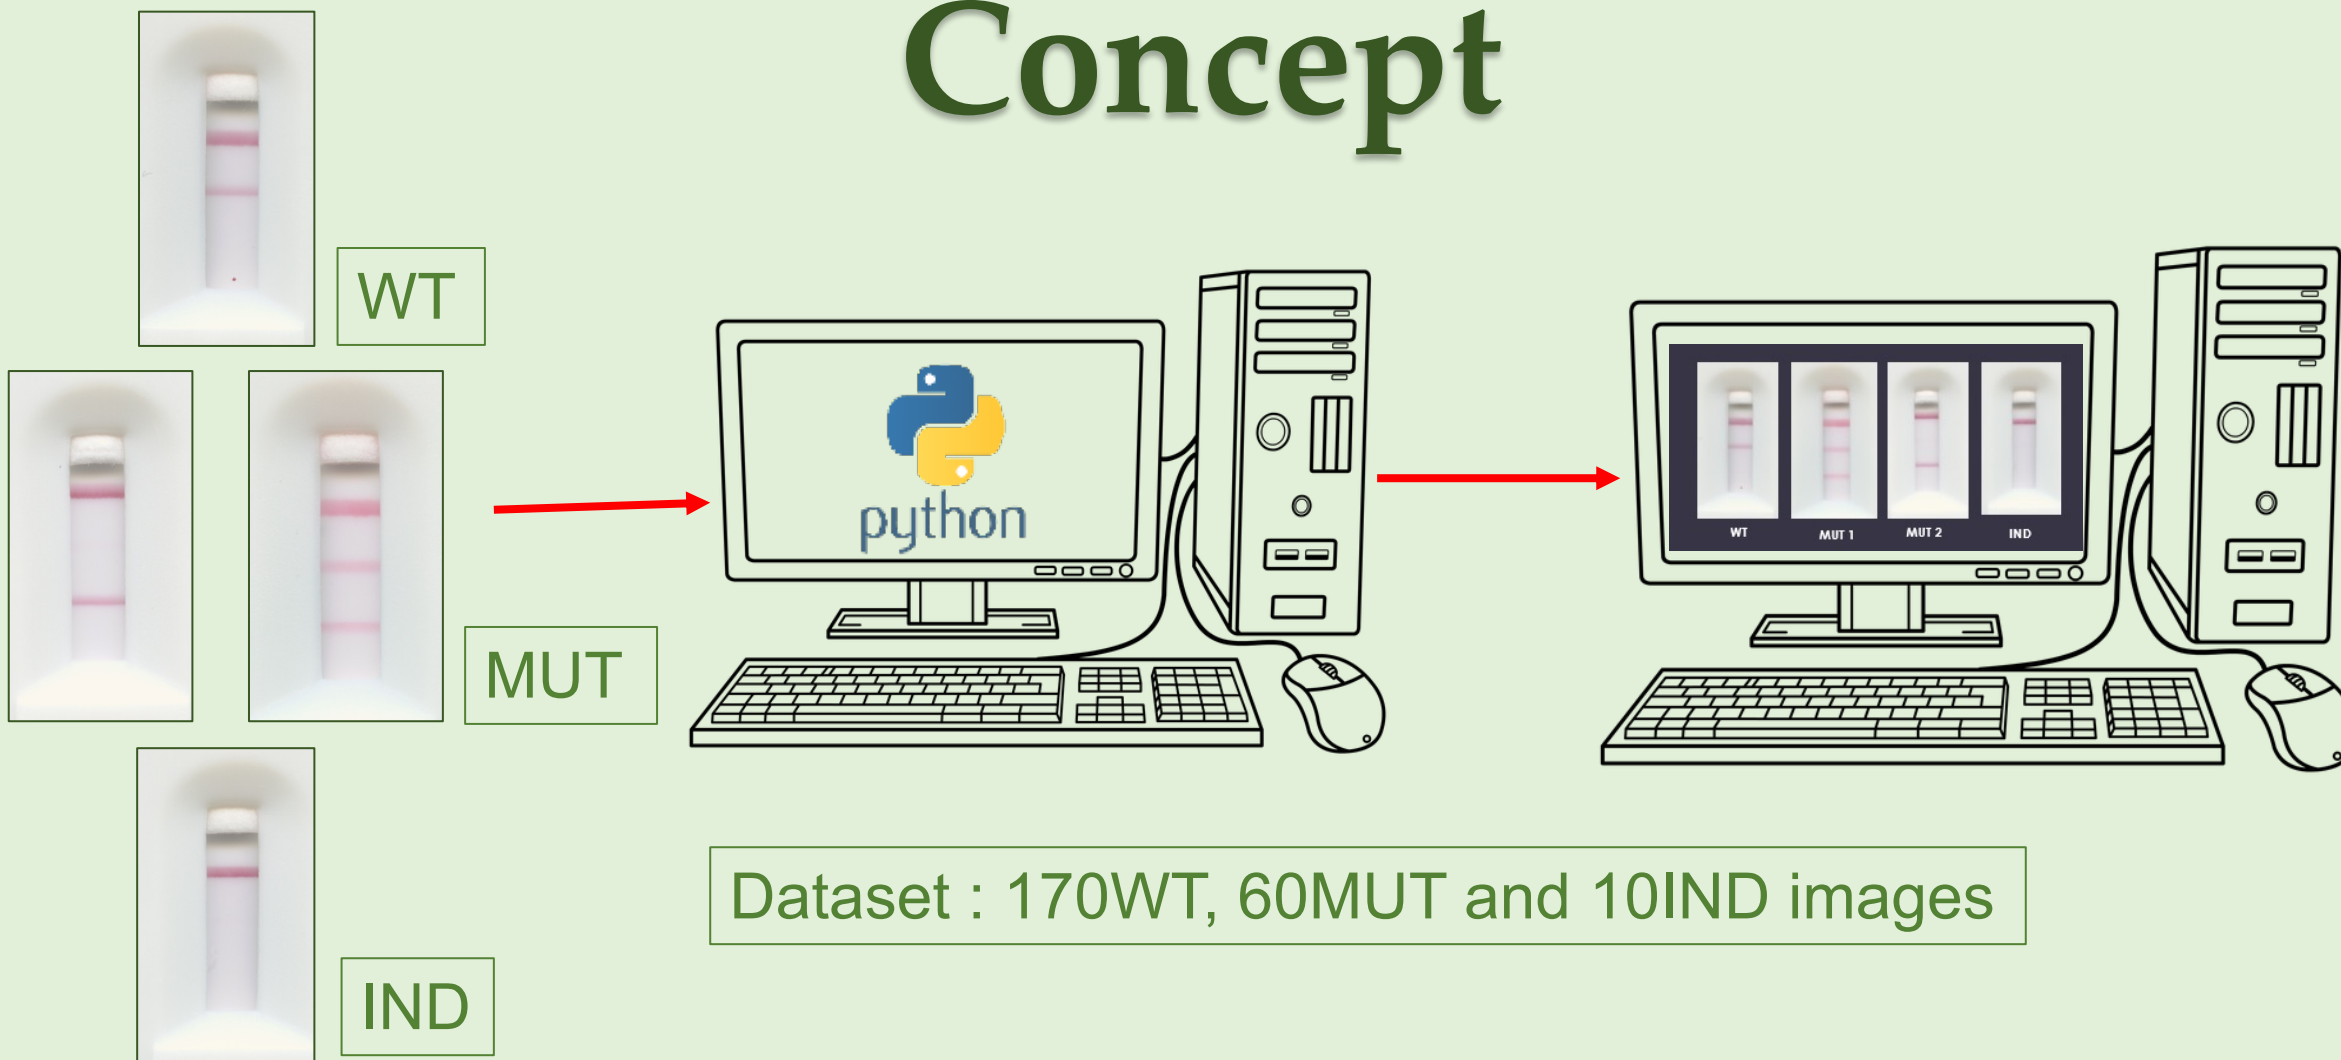 Concept
WT
MUT
IND
python
WT
MUT 1
MUT 2
IND
Dataset : 170WT, 60MUT and 10IND images